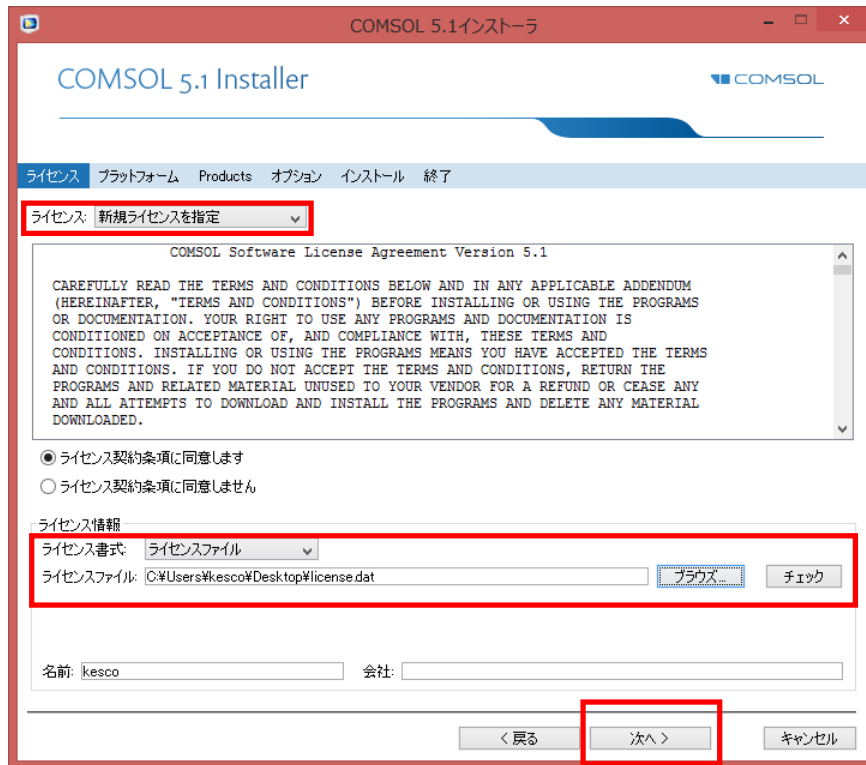 COMSOL 5.1インストーラ
COMSOL 5.1 Installer
COMSOL
ライセンス プラットフォーム Products オプション インストール 終了
ライセンス: 新規ライセンスを指定
COMSOL Software License Agreement Version 5.1
CAREFULLY READ THE TERMS AND CONDITIONS BELOW AND IN ANY APPLICABLE ADDENDUM
(HEREINAFTER, "TERMS AND CONDITIONS") BEFORE INSTALLING OR USING THE PROGRAMS
OR DOCUMENTATION. YOUR RIGHT TO USE ANY PROGRAMS AND DOCUMENTATION IS
CONDITIONED ON ACCEPTANCE OF, AND COMPLIANCE WITH, THESE TERMS AND
CONDITIONS. INSTALLING OR USING THE PROGRAMS MEANS YOU HAVE ACCEPTED THE TERMS
AND CONDITIONS. IF YOU DO NOT ACCEPT THE TERMS AND CONDITIONS, RETURN THE
PROGRAMS AND RELATED MATERIAL UNUSED TO YOUR VENDOR FOR A REFUND OR CEASE ANY
AND ALL ATTEMPTS TO DOWNLOAD AND INSTALL THE PROGRAMS AND DELETE ANY MATERIAL
DOWNLOADED.
ライセンス契約条項に同意します
ライセンス契約条項に同意しません
ライセンス情報
ライセンス書式: ライセンスファイル
ライセンスファイル: C:¥Users¥kesco¥Desktop¥license.dat ブラウズ... チェック
名前: kesco 会社:
< 戻る 次へ > キャンセル